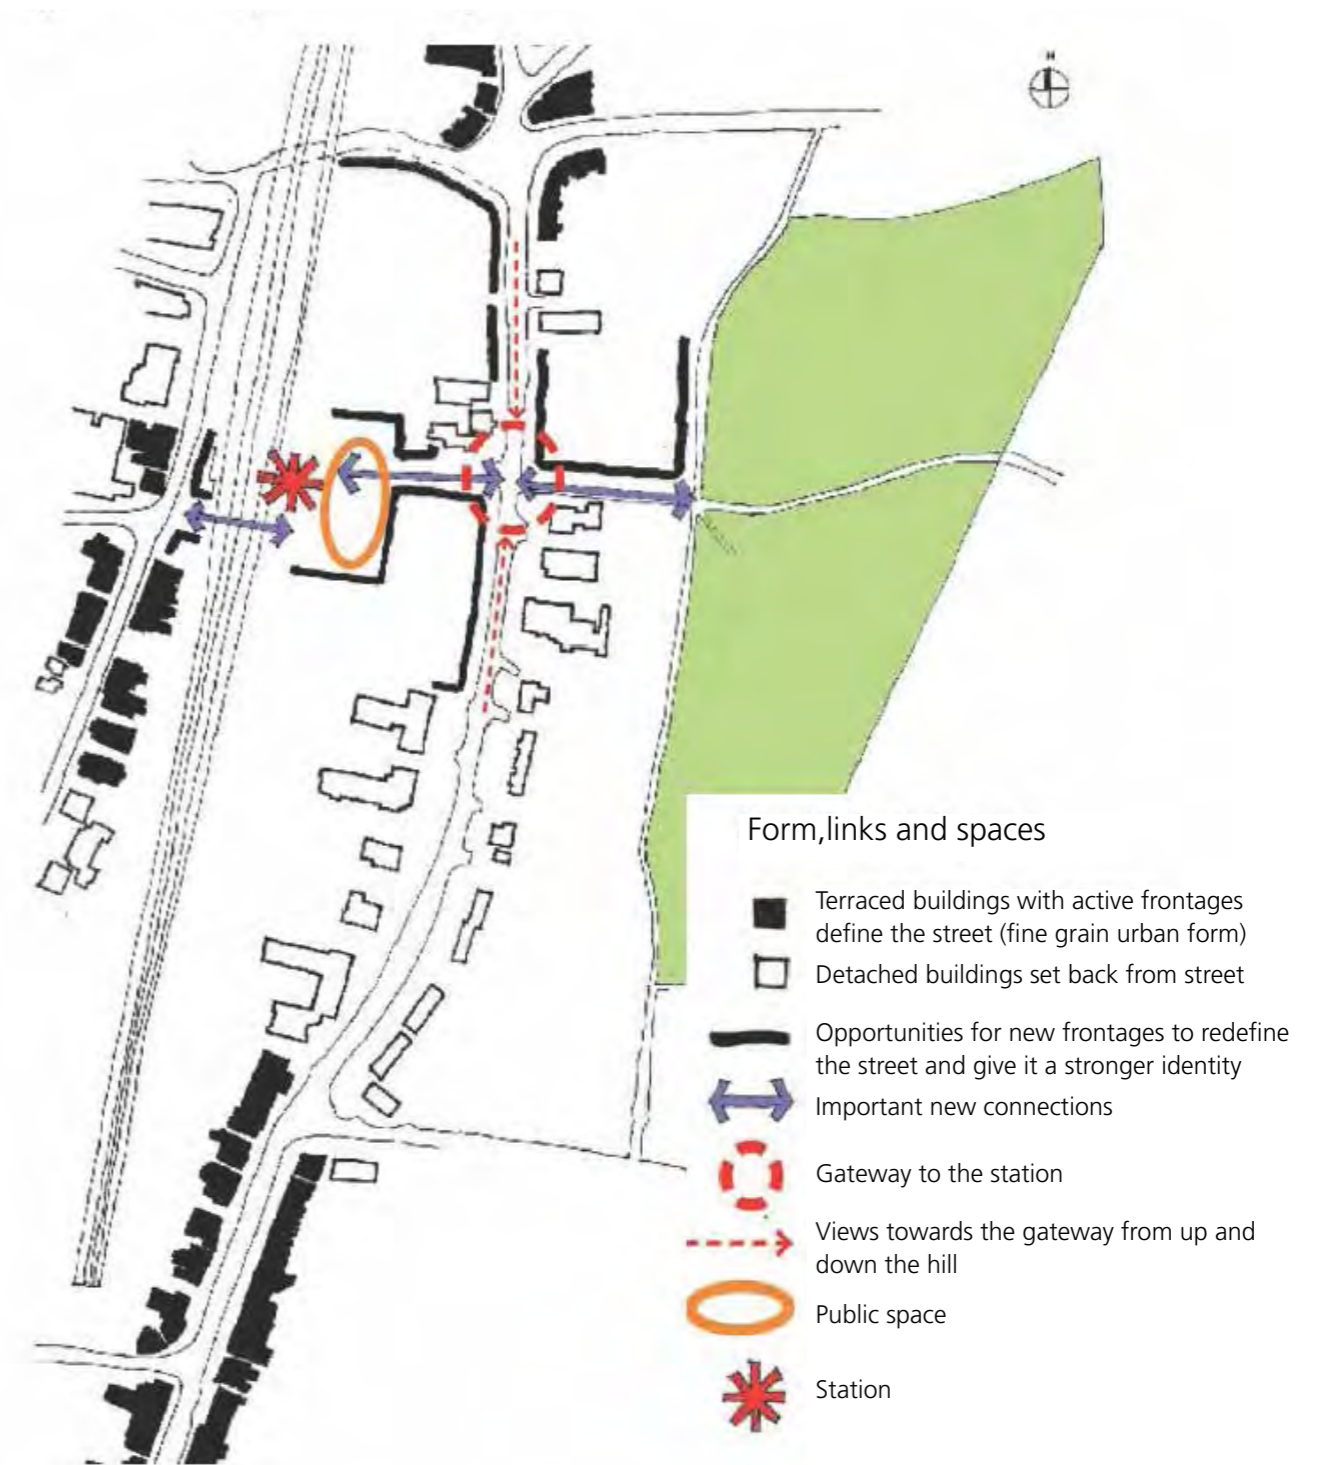 N
Form,links and spaces
Terraced buildings with active frontages
define the street (fine grain urban form)
Detached buildings set back from street
Opportunities for new frontages to redefine
the street and give it a stronger identity
Important new connections
Gateway to the station
Views towards the gateway from up and
down the hill
Public space
Station